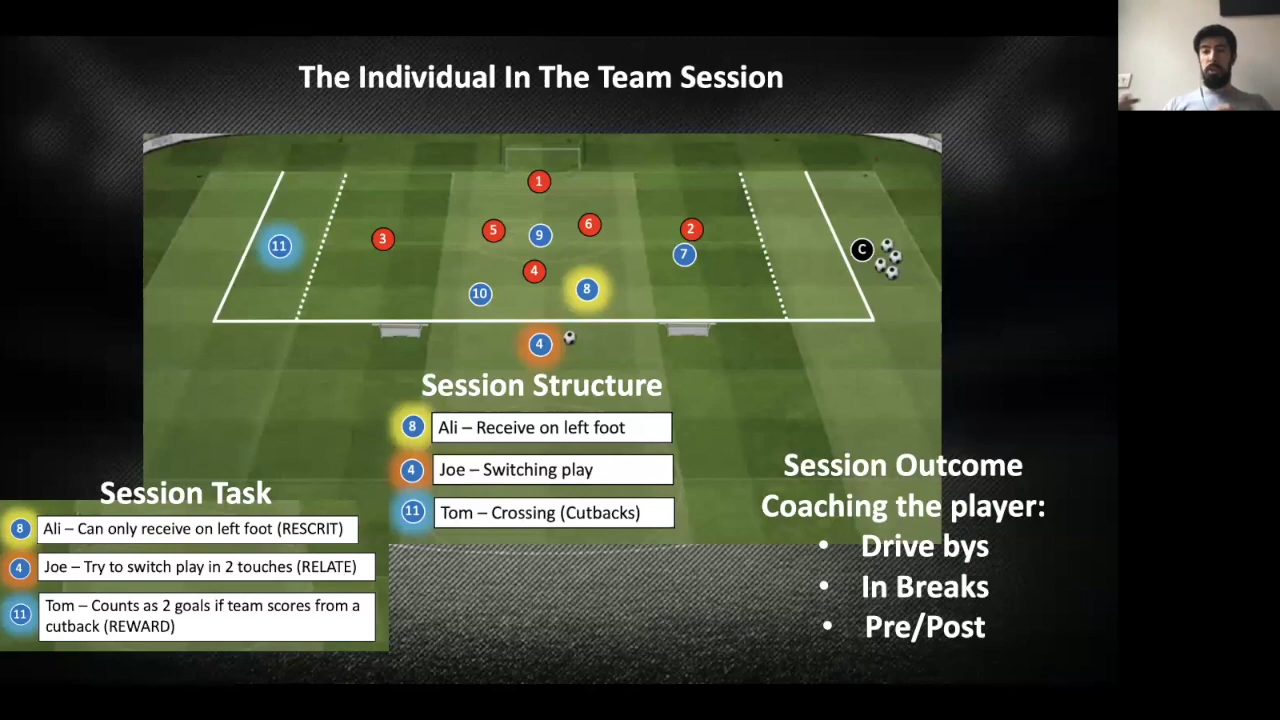 The Individual In The Team Session
1
5
6
3
9
2
11
7
C
4
10
8
4
Session Structure
8 Ali – Receive on left foot
4 Joe – Switching play
11 Tom – Crossing (Cutbacks)
Session Task
8 Ali – Can only receive on left foot (RESCRIT)
4 Joe – Try to switch play in 2 touches (RELATE)
11 Tom – Counts as 2 goals if team scores from a
cutback (REWARD)
Session Outcome
Coaching the player:
• Drive bys
• In Breaks
• Pre/Post